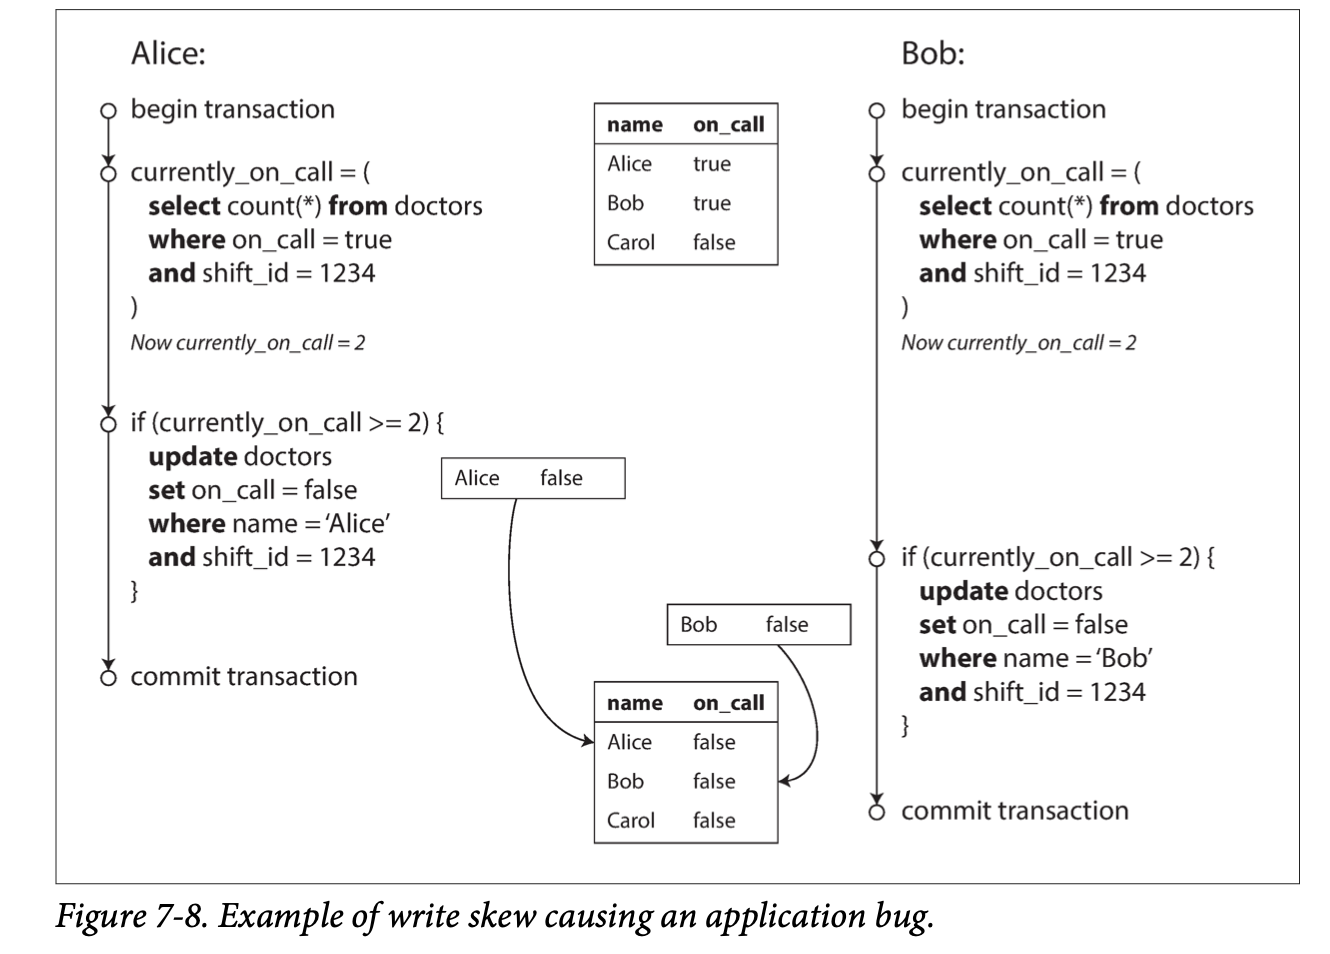 Alice:
begin transaction
currently_on_call = (
select count(*) from doctors
where on_call = true
and shift_id = 1234
)
Now currently_on_call = 2
if (currently_on_call >= 2) {
update doctors
set on_call = false
where name = ‘Alice’
and shift_id = 1234
}
commit transaction
name on_call
Alice true
Bob true
Carol false
Alice false
Bob false
name on_call
Alice false
Bob false
Carol false
Bob:
begin transaction
currently_on_call = (
select count(*) from doctors
where on_call = true
and shift_id = 1234
)
Now currently_on_call = 2
if (currently_on_call >= 2) {
update doctors
set on_call = false
where name = ‘Bob’
and shift_id = 1234
}
commit transaction
Figure 7-8. Example of write skew causing an application bug.